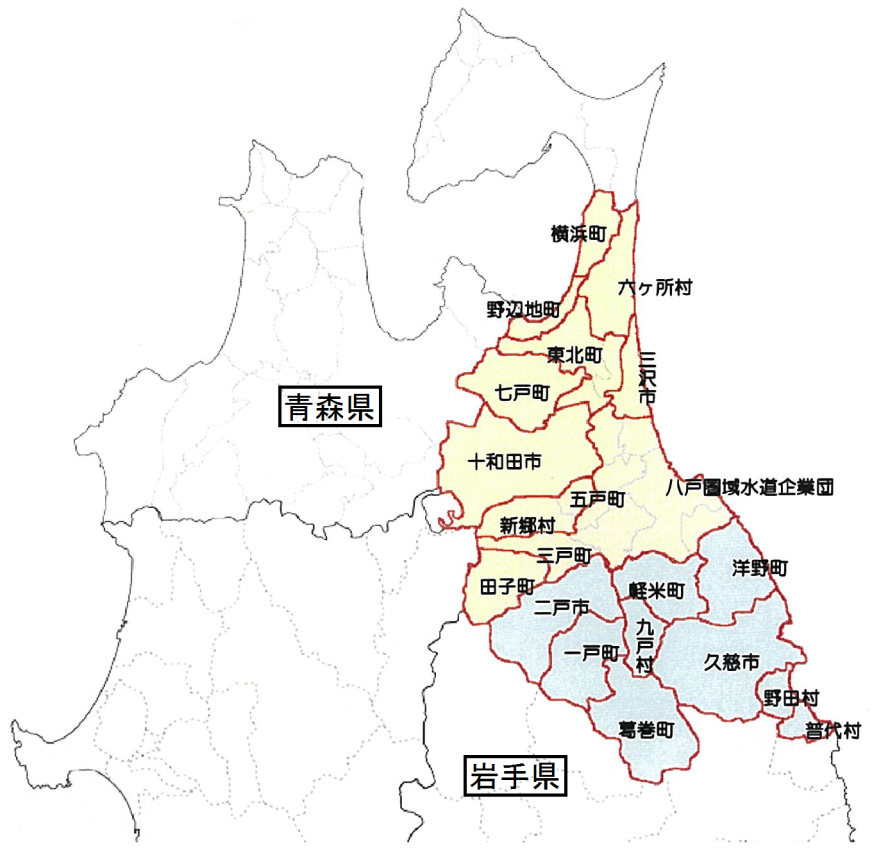 横浜町
六ヶ所村
野辺地町
東北町
三沢市
七戸町
青森県
十和田市
八戸圏域水道企業団
五戸町
新郷村
三戸町
洋野町
田子町
軽米町
二戸市
九戸村
一戸町
久慈市
野田村
葛巻町
普代村
岩手県